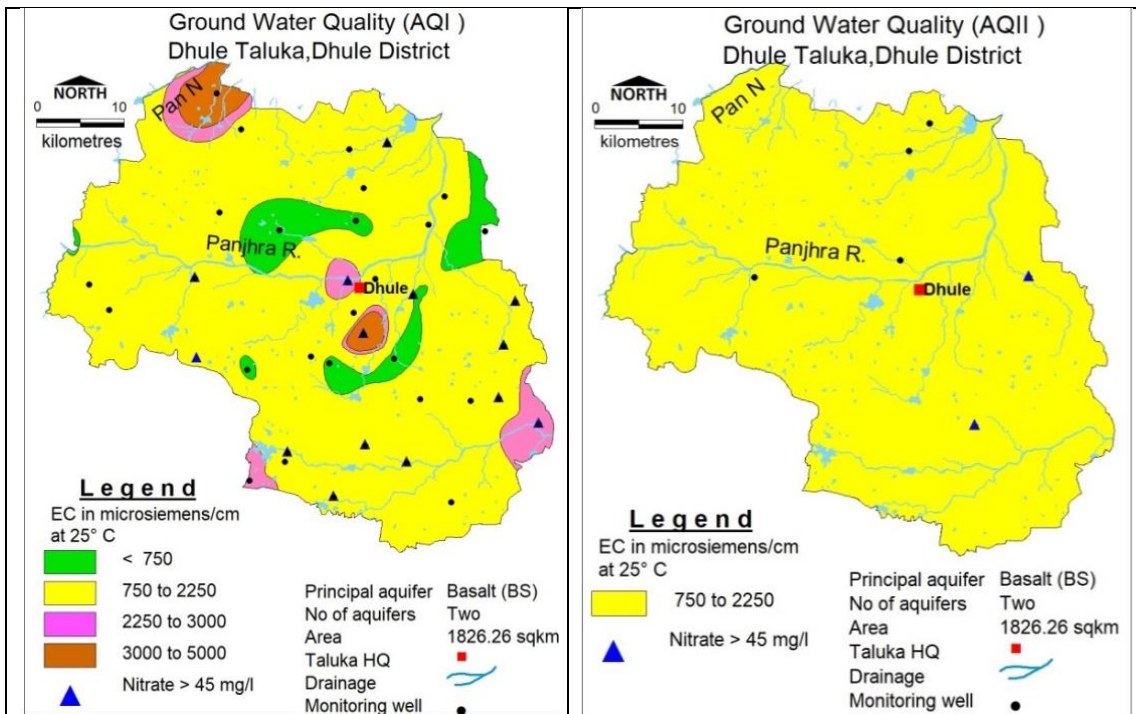 Ground Water Quality (AQI )
Dhule Taluka,Dhule District
NORTH
0 10
kilometres
Pan N
Panjhra R.
Dhule
Legend
EC in microsiemens/cm
at 25° C
< 750
750 to 2250
2250 to 3000
3000 to 5000
Nitrate > 45 mg/l
Principal aquifer Basalt (BS)
No of aquifers Two
Area 1826.26 sqkm
Taluka HQ
Drainage
Monitoring well
Ground Water Quality (AQII )
Dhule Taluka,Dhule District
NORTH
0 10
kilometres
Pan N
Panjhra R.
Dhule
Legend
EC in microsiemens/cm
at 25° C
750 to 2250
Nitrate > 45 mg/l
Principal aquifer Basalt (BS)
No of aquifers Two
Area 1826.26 sqkm
Taluka HQ
Drainage
Monitoring well